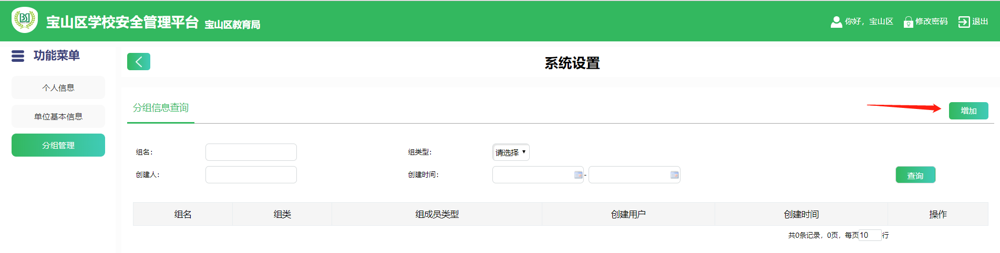 BSJ
宝山区学校安全管理平台 宝山区教育局
你好，宝山区 修改密码 退出
功能菜单
个人信息
单位基本信息
分组管理
系统设置
分组信息查询
增加
组名： 组类型： 请选择
创建人： 创建时间： - 查询
组名 组类 组成员类型 创建用户 创建时间 操作
共0条记录，0页，每页10 行